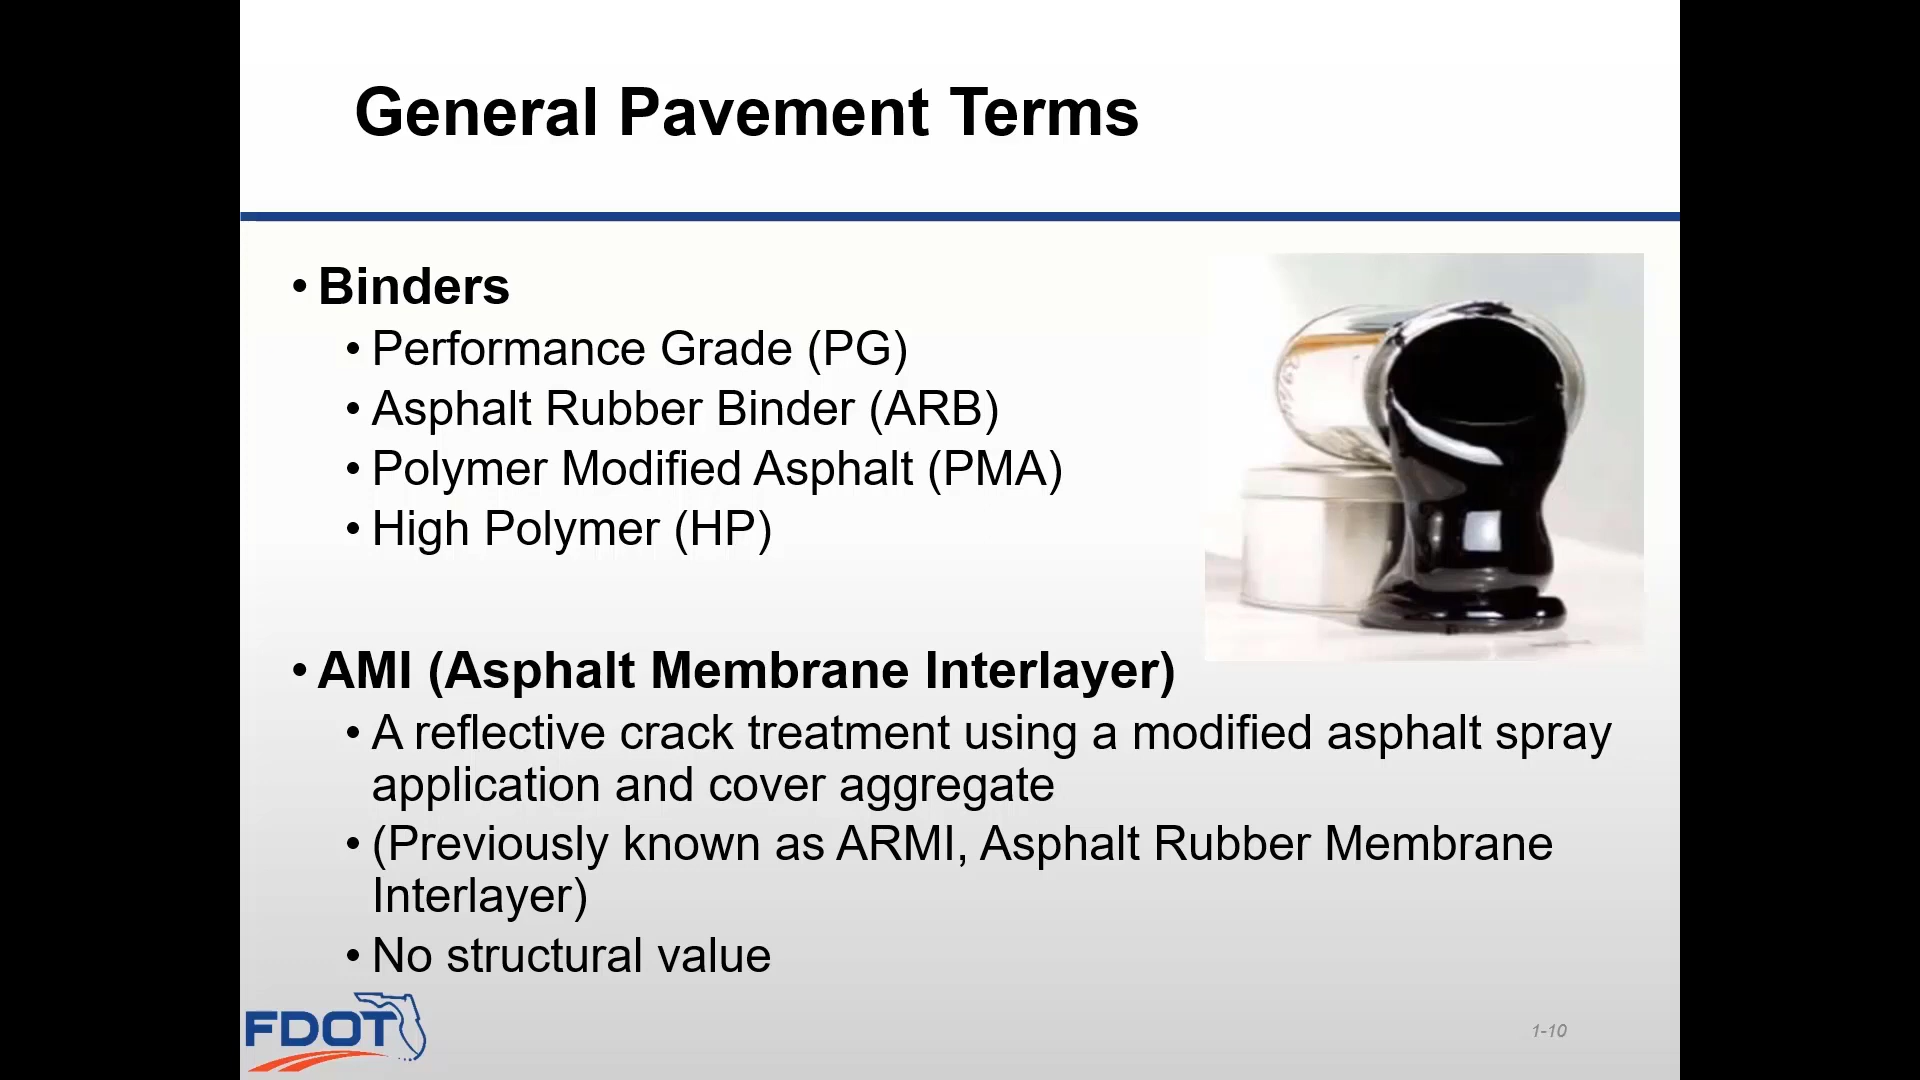 General Pavement Terms
• Binders
• Performance Grade (PG)
• Asphalt Rubber Binder (ARB)
• Polymer Modified Asphalt (PMA)
• High Polymer (HP)
• AMI (Asphalt Membrane Interlayer)
• A reflective crack treatment using a modified asphalt spray
application and cover aggregate
• (Previously known as ARMI, Asphalt Rubber Membrane
Interlayer)
• No structural value
FDOT
1-10